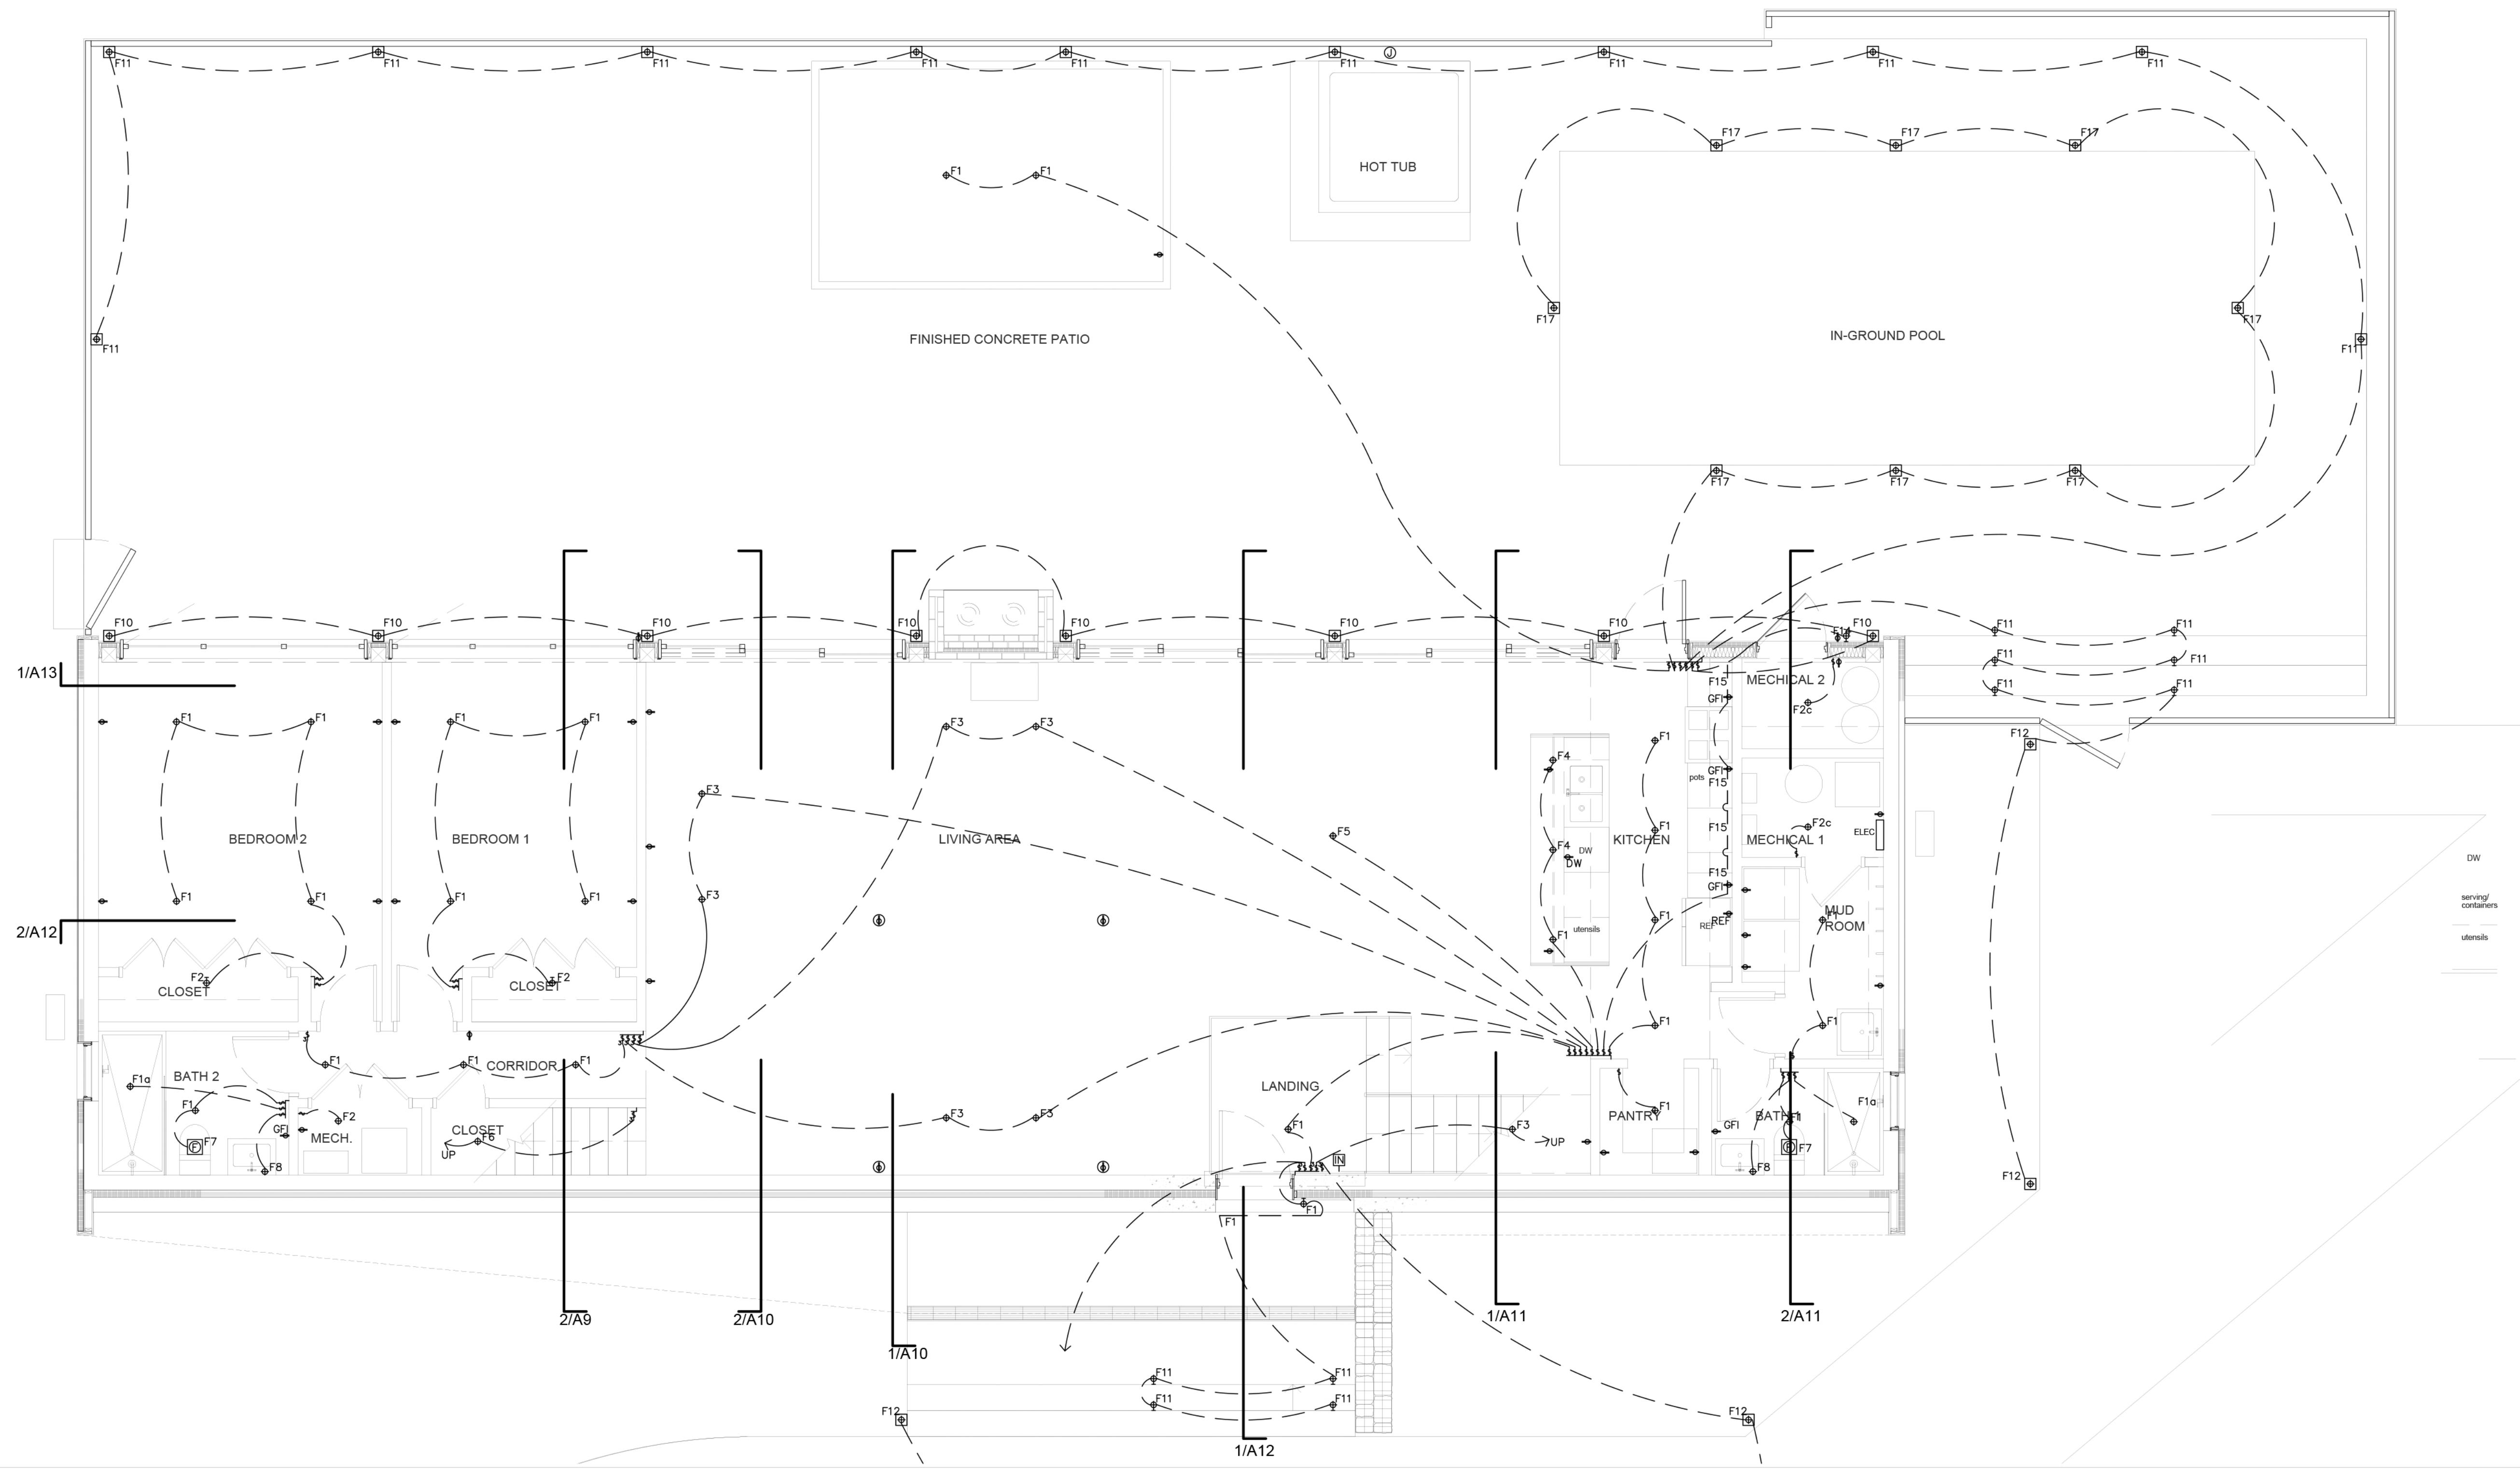 F11 F11 F11 F11 F11 F11 J F11 F11 F11
F17 F17 F17
HOT TUB
F1 F1
F17 F17
IN-GROUND POOL
FINISHED CONCRETE PATIO
F11 F11
F17 F17 F17
F10 F10 F10 F10 F10 F10 F10 F14 F10 F11 F11
F11 F11
1/A13
F15 MECHICAL 2
GFI
F2c
F11 F11
F1 F1 F1 F1 F3 F3
F1
F12
F4
pots GFI
F15
F3
BEDROOM 2 BEDROOM 1 LIVING AREA F5 F1
KITCHEN F15 MECHICAL 1 F2c ELEC
F4 DW
DW
F15
GFI
DW
F1 F1 F1 F1 F3
serving/
containers
2/A12
F1 utensils F1 REF REF F1 MUD
ROOM
utensils
F2 CLOSET CLOSET F2
F1 F1
F1 F1 CORRIDOR F1
BATH 2 F1a
LANDING
F1 F2 F3 F3
PANTRY F1 BATH 1 F1 F1a
GFI MECH. CLOSET F6
UP
F1 F3 UP GFI
F F7 F8
IN F8 F F7
F12
F1 F1
2/A9 2/A10 1/A11 2/A11
1/A10
F11 F11
F11 F11
F12 F12
1/A12